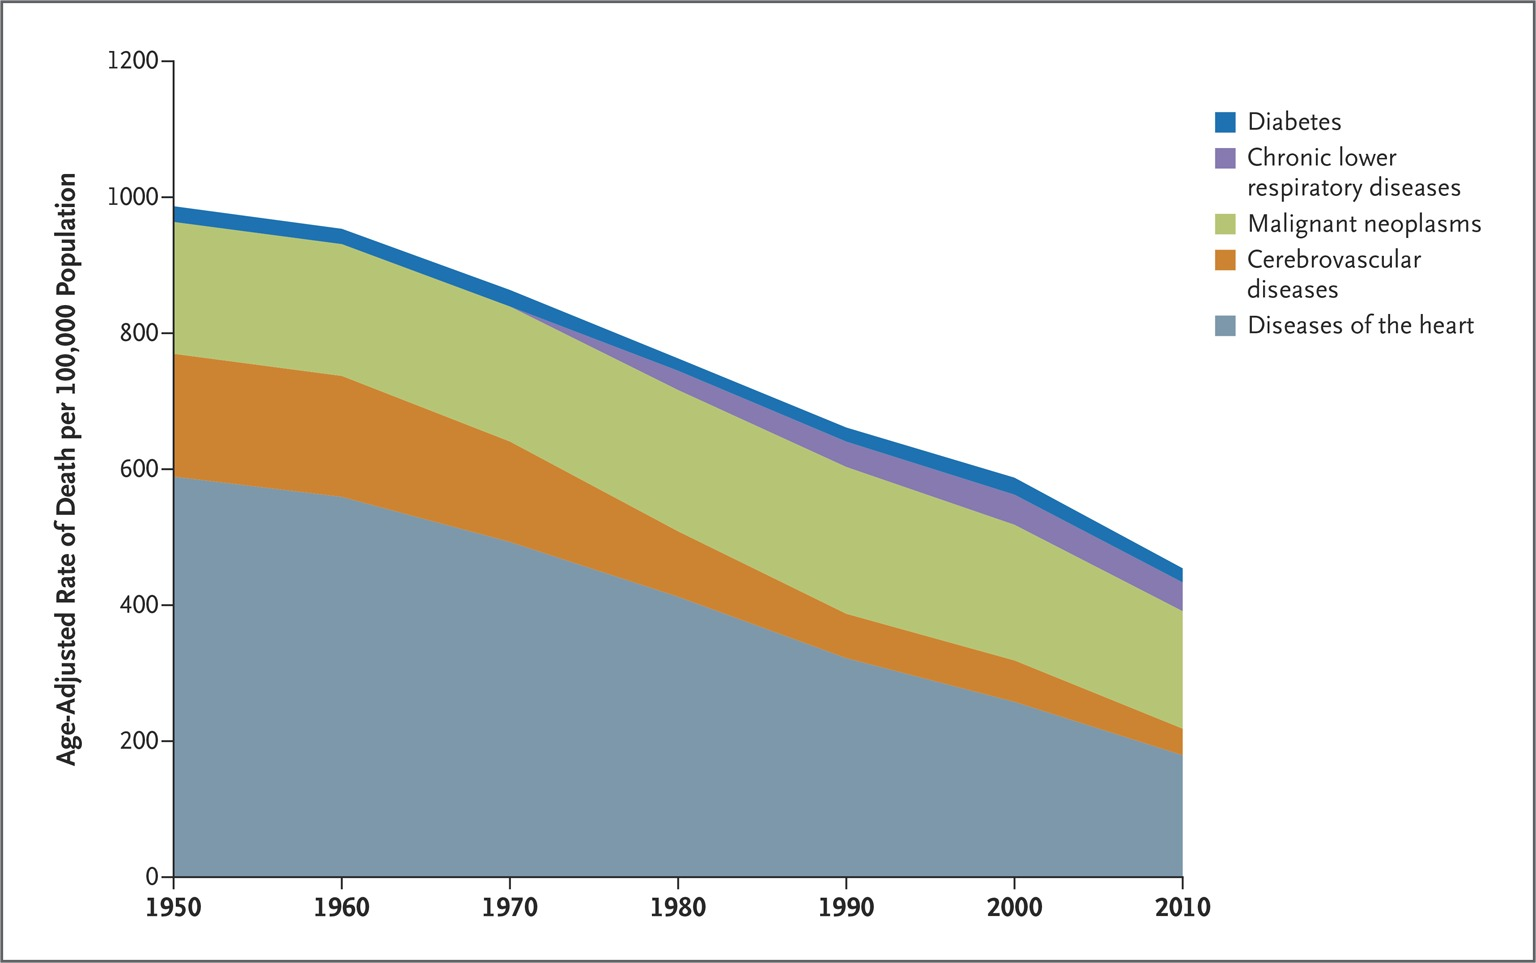 Age-Adjusted Rate of Death per 100,000 Population
1200
1000
800
600
400
200
0
1950 1960 1970 1980 1990 2000 2010
Diabetes
Chronic lower
respiratory diseases
Malignant neoplasms
Cerebrovascular
diseases
Diseases of the heart